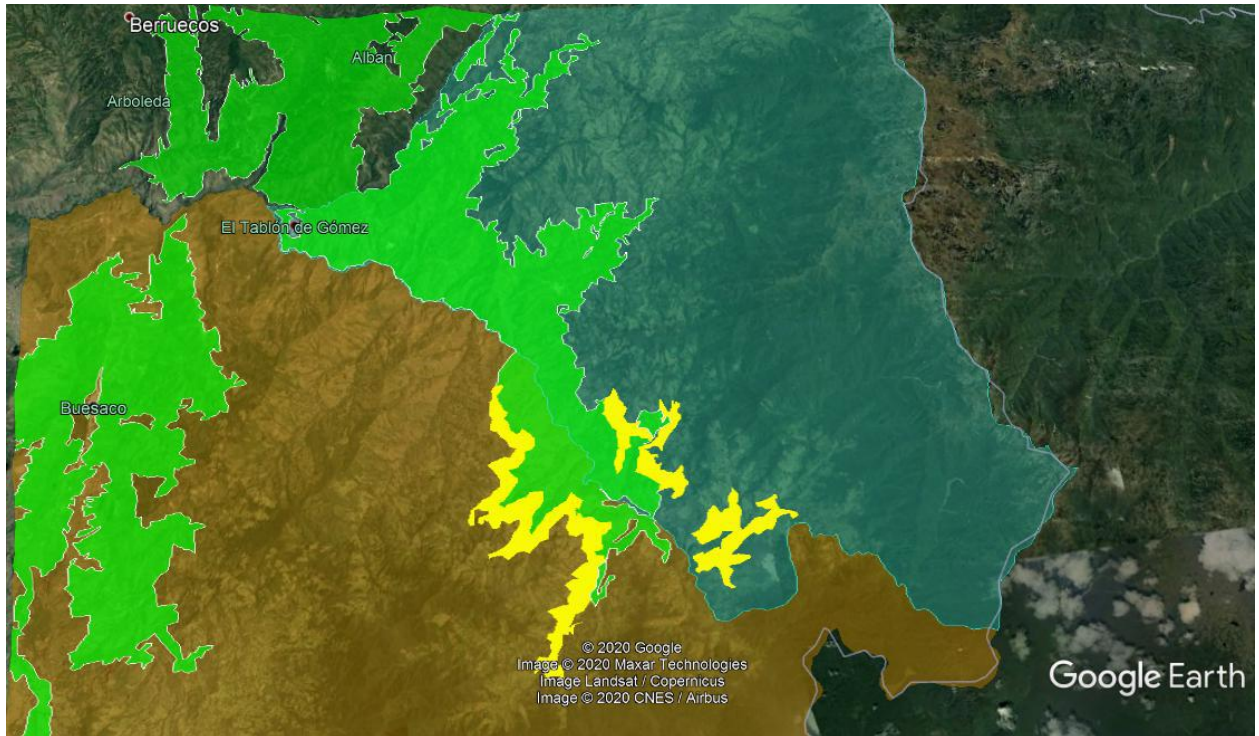 Berruecos
Albán
Arboleda
El Tablón de Gómez
Buesaco
© 2020 Google
Image © 2020 Maxar Technologies
Image Landsat / Copernicus
Image © 2020 CNES / Airbus
Google Earth